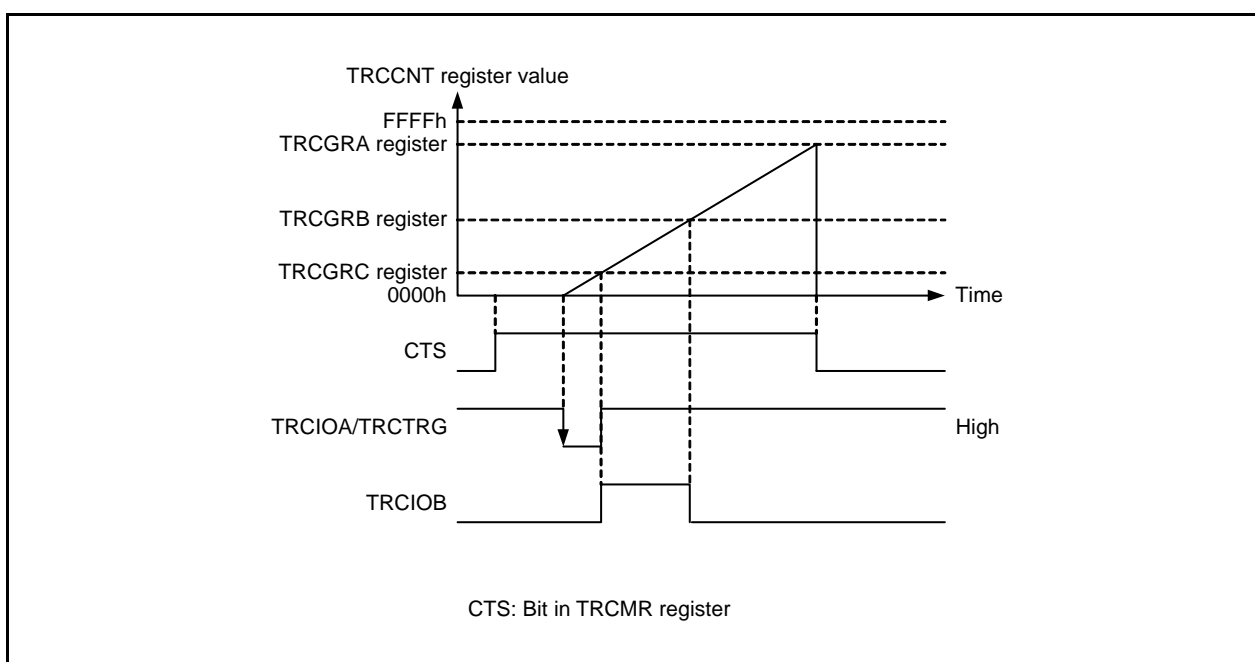 TRCCNT register value
FFFFh
TRCGRA register
TRCGRB register
TRCGRC register
0000h
Time
CTS
TRCIOA/TRCTRG
High
TRCIOB
CTS: Bit in TRCMR register